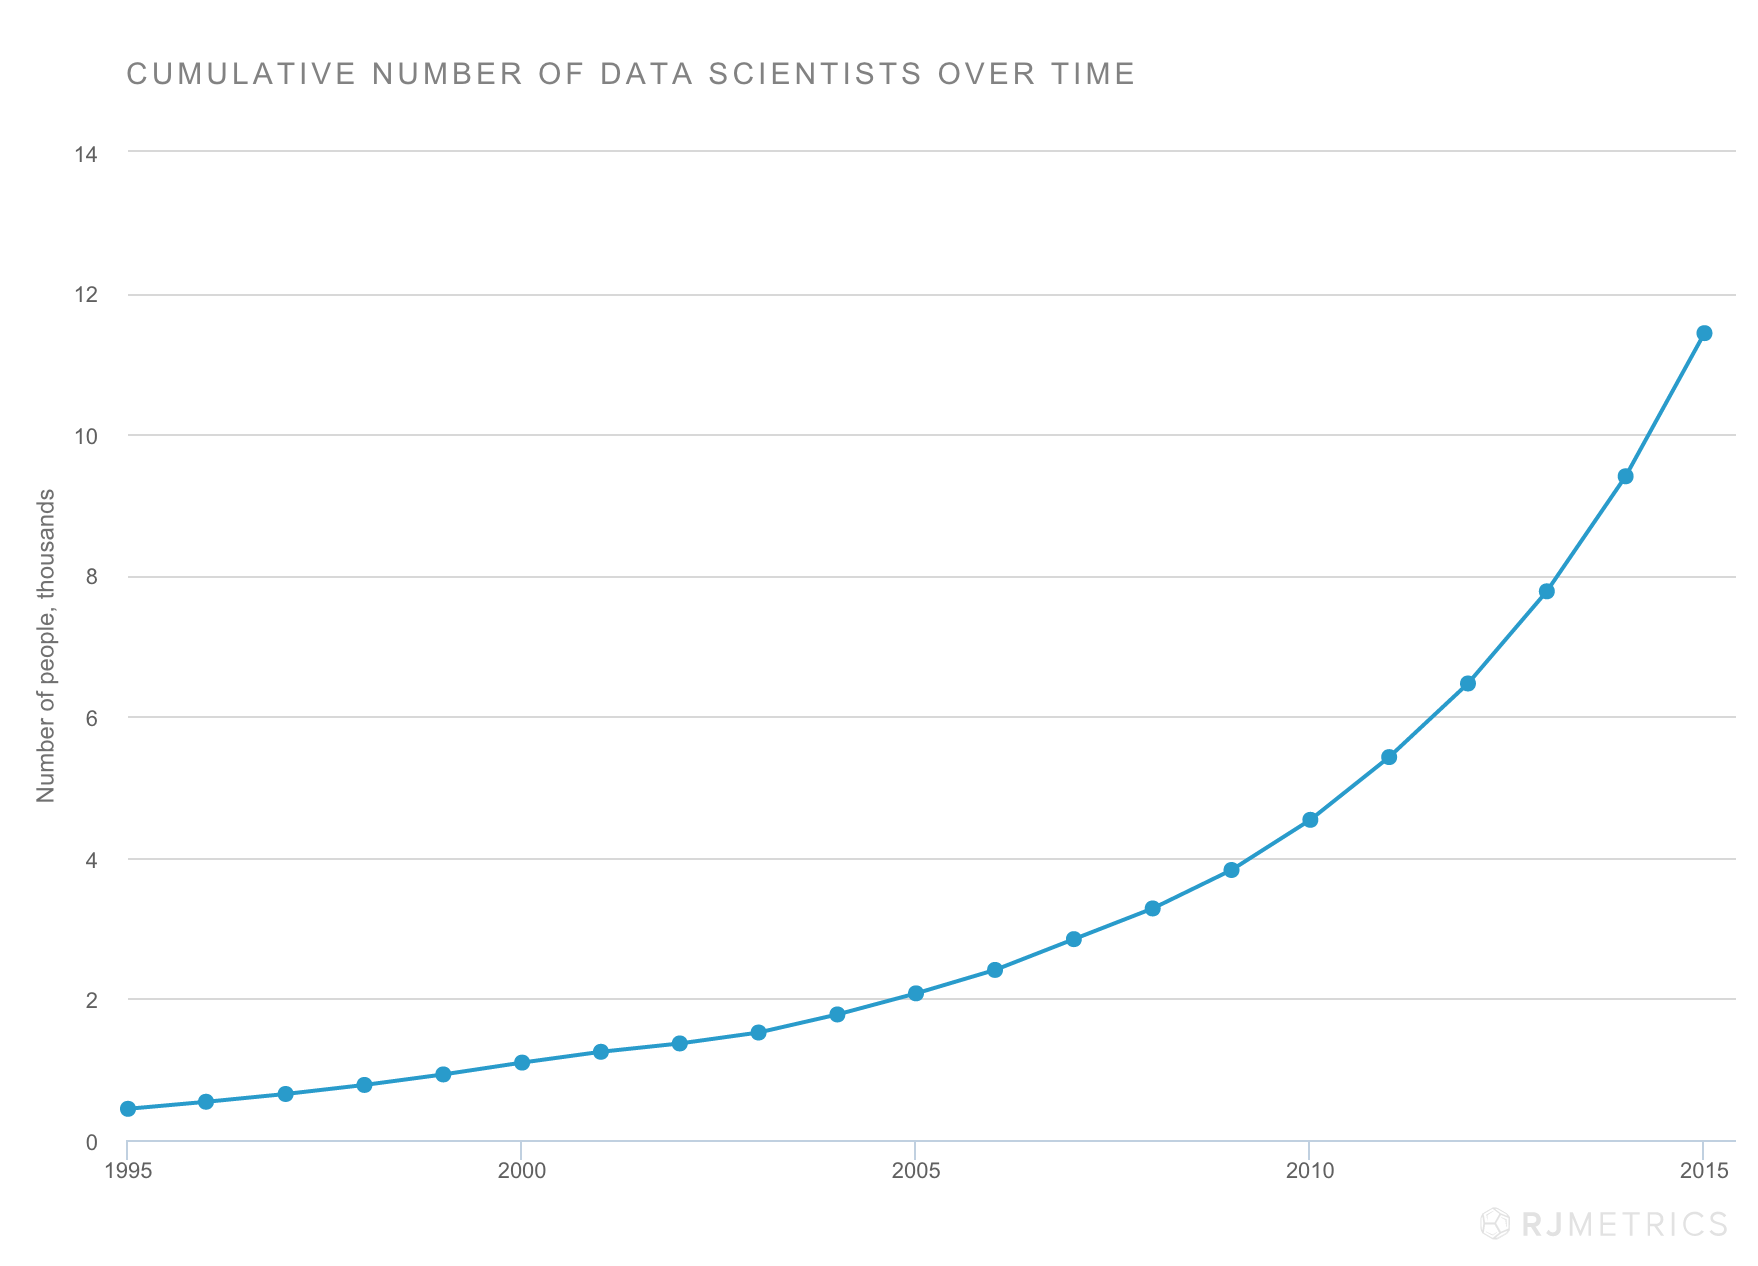 CUMULATIVE NUMBER OF DATA SCIENTISTS OVER TIME
14
12
10
8
6
4
2
0
Number of people, thousands
1995 2000 2005 2010 2015
RJMETRICS